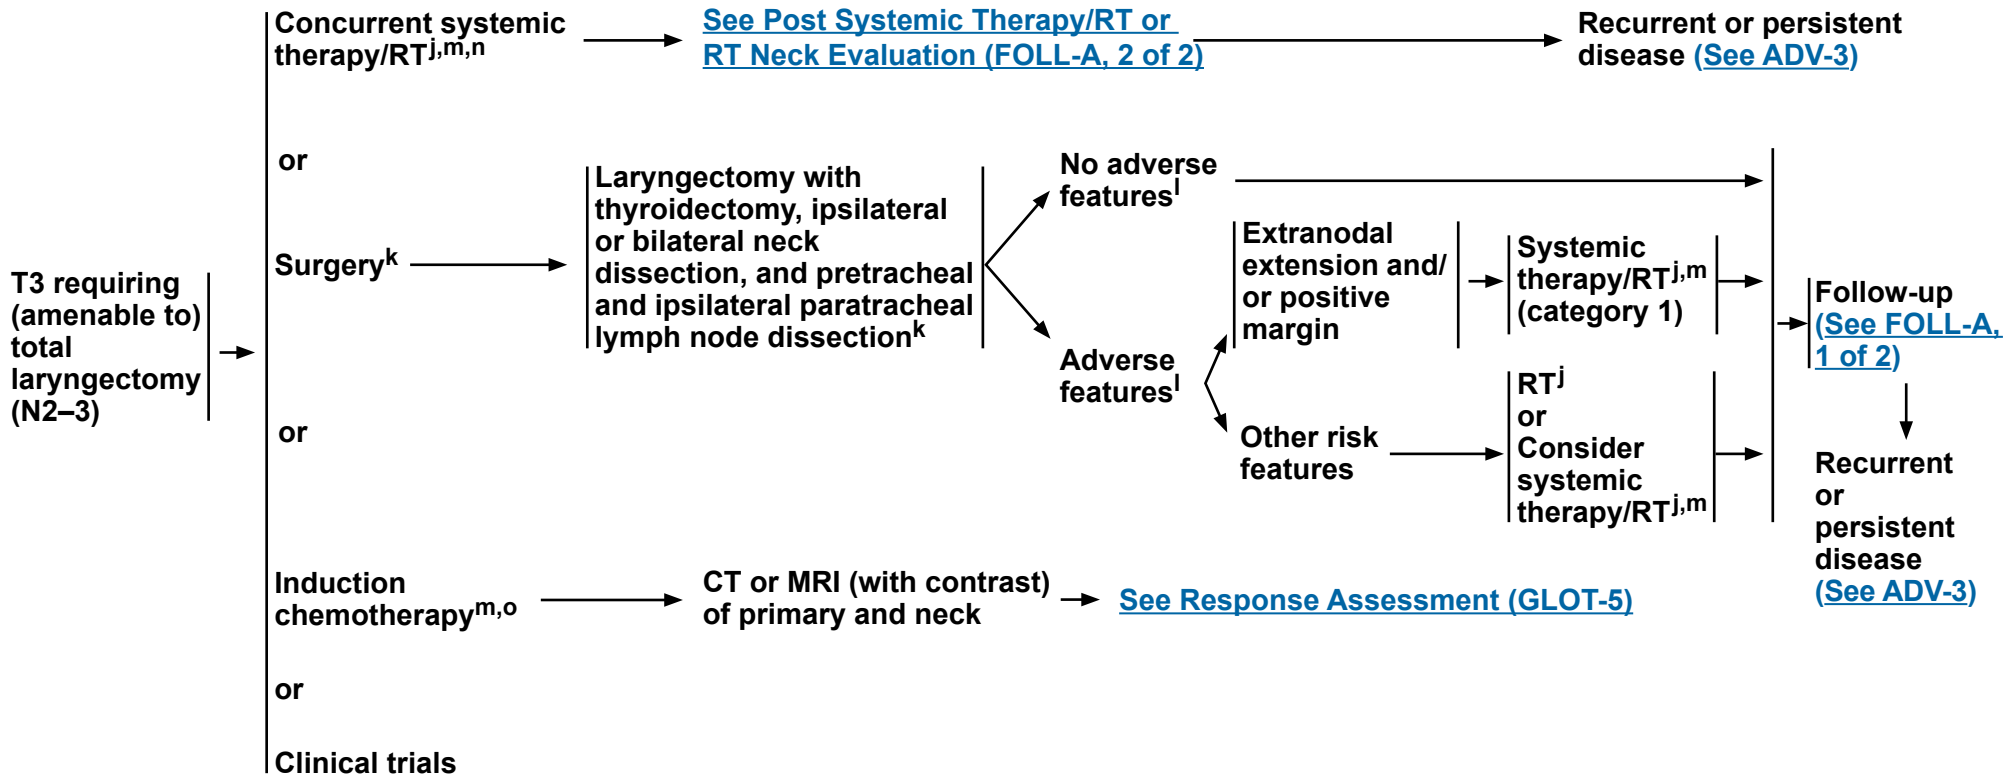 T3 requiring
(amenable to)
total
laryngectomy
(N2–3)
Concurrent systemic
therapy/RTj,m,n
See Post Systemic Therapy/RT or
RT Neck Evaluation (FOLL-A, 2 of 2)
Recurrent or persistent
disease (See ADV-3)
or
Surgeryk
Laryngectomy with
thyroidectomy, ipsilateral
or bilateral neck
dissection, and pretracheal
and ipsilateral paratracheal
lymph node dissectionk
No adverse
featuresl
Adverse
featuresl
Extranodal
extension and/
or positive
margin
Systemic
therapy/RTj,m
(category 1)
Other risk
features
RTj
or
Consider
systemic
therapy/RTj,m
Follow-up
(See FOLL-A,
1 of 2)
Recurrent
or
persistent
disease
(See ADV-3)
or
Induction
chemotherapym,o
CT or MRI (with contrast)
of primary and neck
See Response Assessment (GLOT-5)
or
Clinical trials